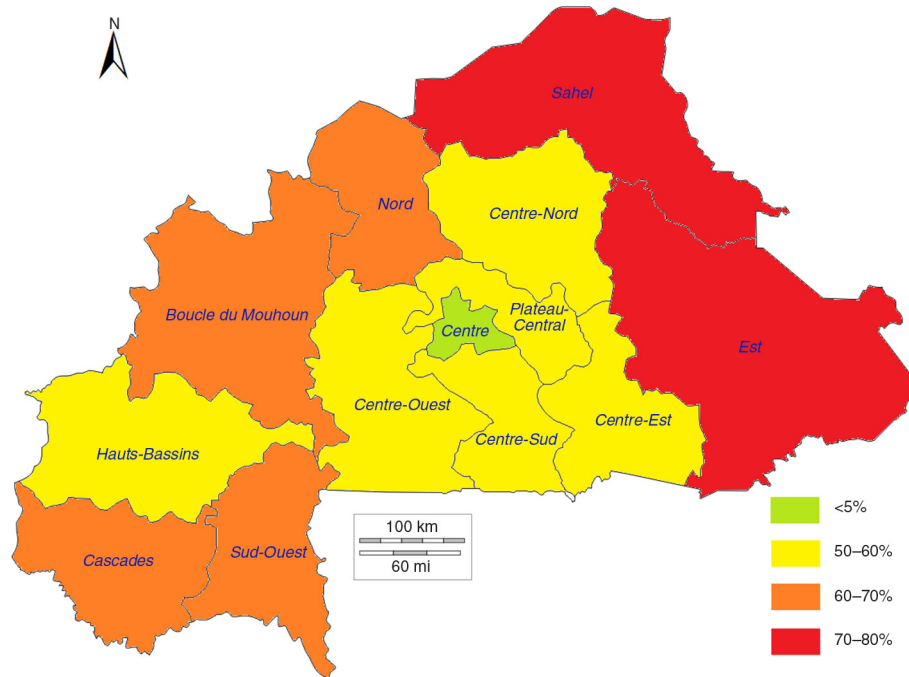 N
Sahel
Nord
Centre-Nord
Boucle du Mouhoun
Plateau-
Central
Centre
Est
Centre-Ouest
Centre-Est
Centre-Sud
Hauts-Bassins
Sud-Ouest
Cascades
100 km
60 mi
<5%
50–60%
60–70%
70–80%